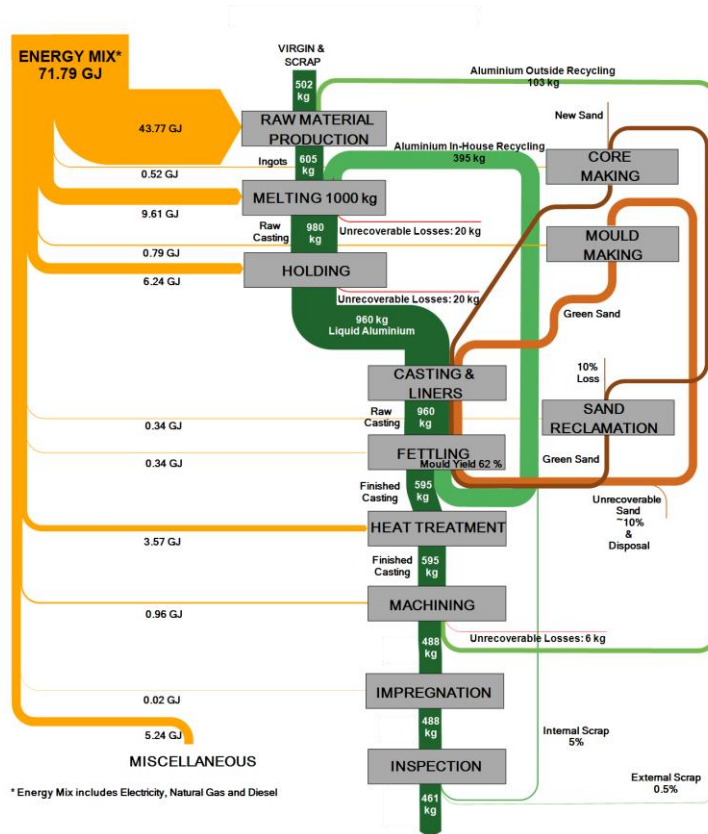 ENERGY MIX*
71.79 GJ
VIRGIN &
SCRAP
502
kg
Aluminium Outside Recycling
103 kg
43.77 GJ
RAW MATERIAL
PRODUCTION
New Sand
Ingots
605
kg
Aluminium In-House Recycling
395 kg
CORE
MAKING
0.52 GJ
MELTING 1000 kg
9.61 GJ
Raw
Casting
980
kg
Unrecoverable Losses: 20 kg
MOULD
MAKING
0.79 GJ
HOLDING
6.24 GJ
Unrecoverable Losses: 20 kg
Green Sand
960 kg
Liquid Aluminium
CASTING &
LINERS
10%
Loss
Raw
Casting
960
kg
SAND
RECLAMATION
0.34 GJ
FETTLING
Mould Yield 62 %
Green Sand
0.34 GJ
Finished
Casting
595
kg
Unrecoverable
Sand
~10%
&
Disposal
HEAT TREATMENT
3.57 GJ
Finished
Casting
595
kg
MACHINING
0.96 GJ
488
kg
Unrecoverable Losses: 6 kg
IMPREGNATION
0.02 GJ
488
kg
Internal Scrap
5%
5.24 GJ
MISCELLANEOUS
INSPECTION
External Scrap
0.5%
* Energy Mix includes Electricity, Natural Gas and Diesel
461
kg